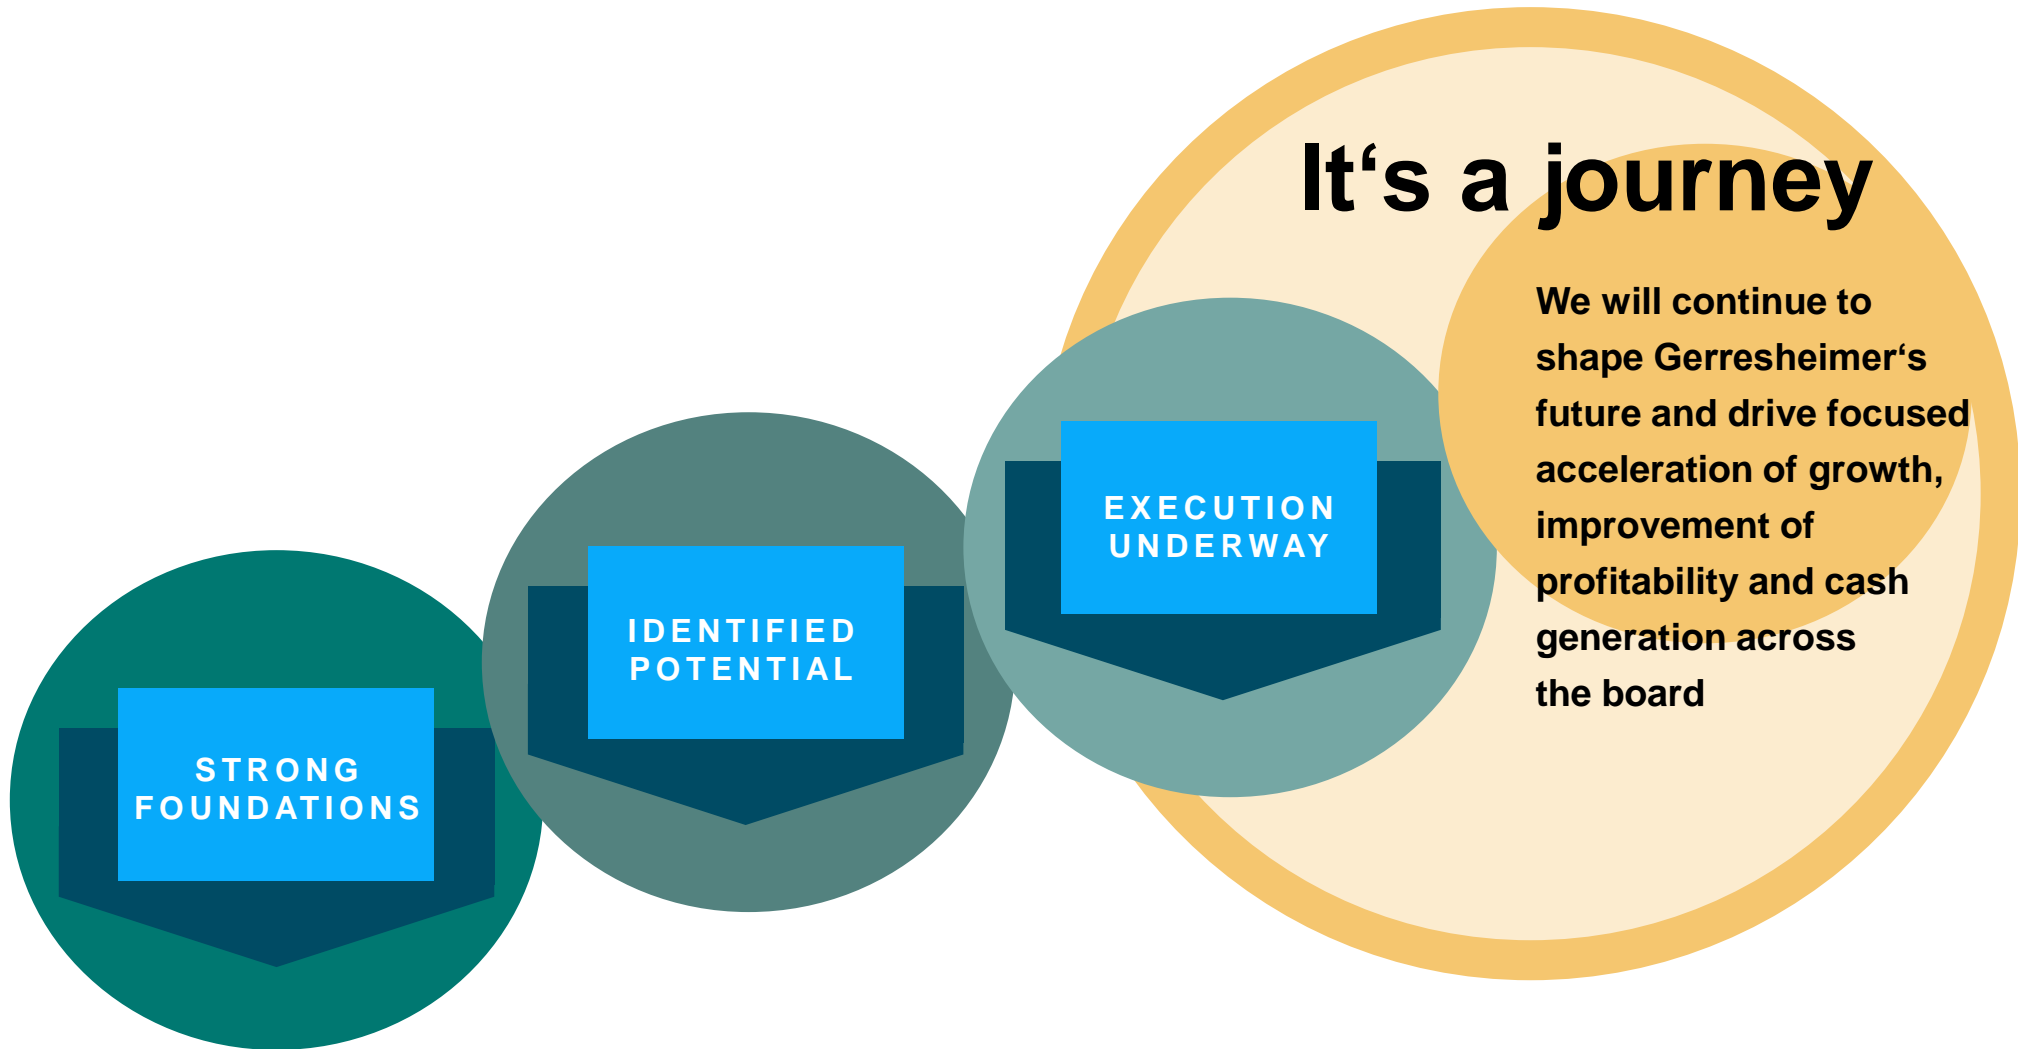 It‘s a journey
We will continue to
shape Gerresheimer‘s
future and drive focused
acceleration of growth,
improvement of
profitability and cash
generation across
the board
EXECUTION
UNDERWAY
IDENTIFIED
POTENTIAL
STRONG
FOUNDATIONS